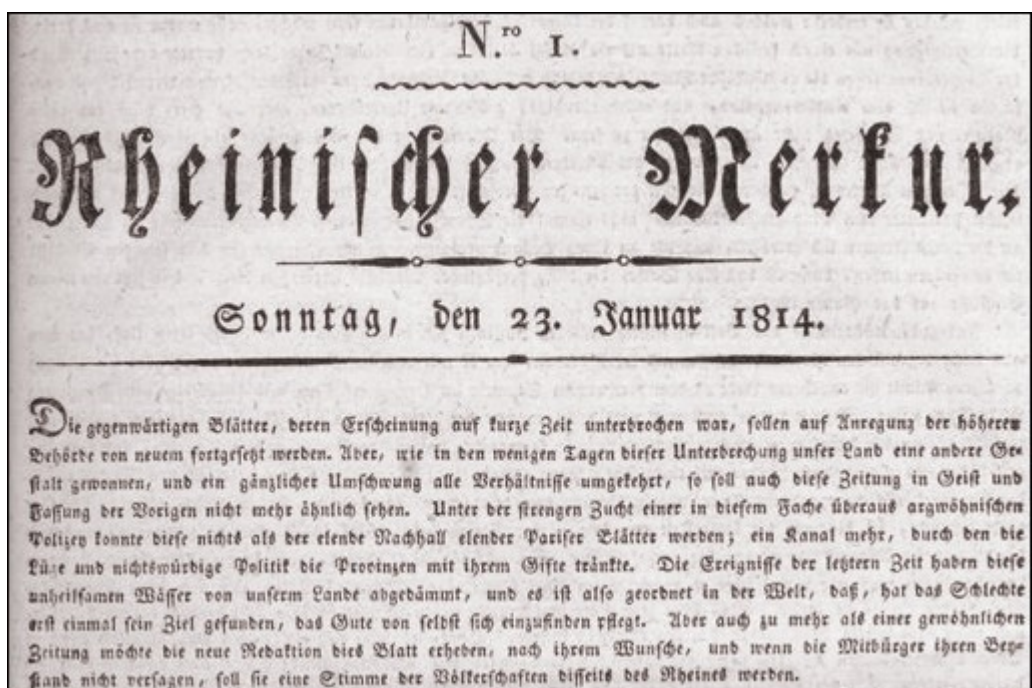 N.ro 1.
Rheinischer Merkur.
Sonntag, den 23. Januar 1814.
Die gegenwärtigen Blätter, deren Erscheinung auf kurze Zeit unterbrochen war, sollen auf Anregung der höheren
Behörde von neuem fortgesetzt werden. Aber, wie in den wenigen Tagen dieser Unterbrechung unser Land eine andere Ge-
stalt gewonnen, und ein gänzlicher Umschwung alle Verhältnisse umgekehrt, so soll auch diese Zeitung in Geist und
Fassung der Vorigen nicht mehr ähnlich sehen. Unter der strengen Zucht einer in diesem Fache überaus argwöhnischen
Polizey konnte diese nichts als der elende Nachhall elender Pariser Blätter werden; ein Kanal mehr, durch den die
Lüge und nichtswürdige Politik die Provinzen mit ihrem Gifte tränkte. Die Ereignisse der letztern Zeit haben diese
unheilsamen Wässer von unserm Lande abgedämmt, und es ist also geordnet in der Welt, daß, hat das Schlechte
erst einmal sein Ziel gefunden, das Gute von selbst sich einzufinden pflegt. Aber auch zu mehr als einer gewöhnlichen
Zeitung möchte die neue Redaktion dies Blatt erheben, nach ihrem Wunsche, und wenn die Mitbürger ihren Bey-
stand nicht versagen, soll sie eine Stimme der Völkerschaften disseits des Rheines werden.